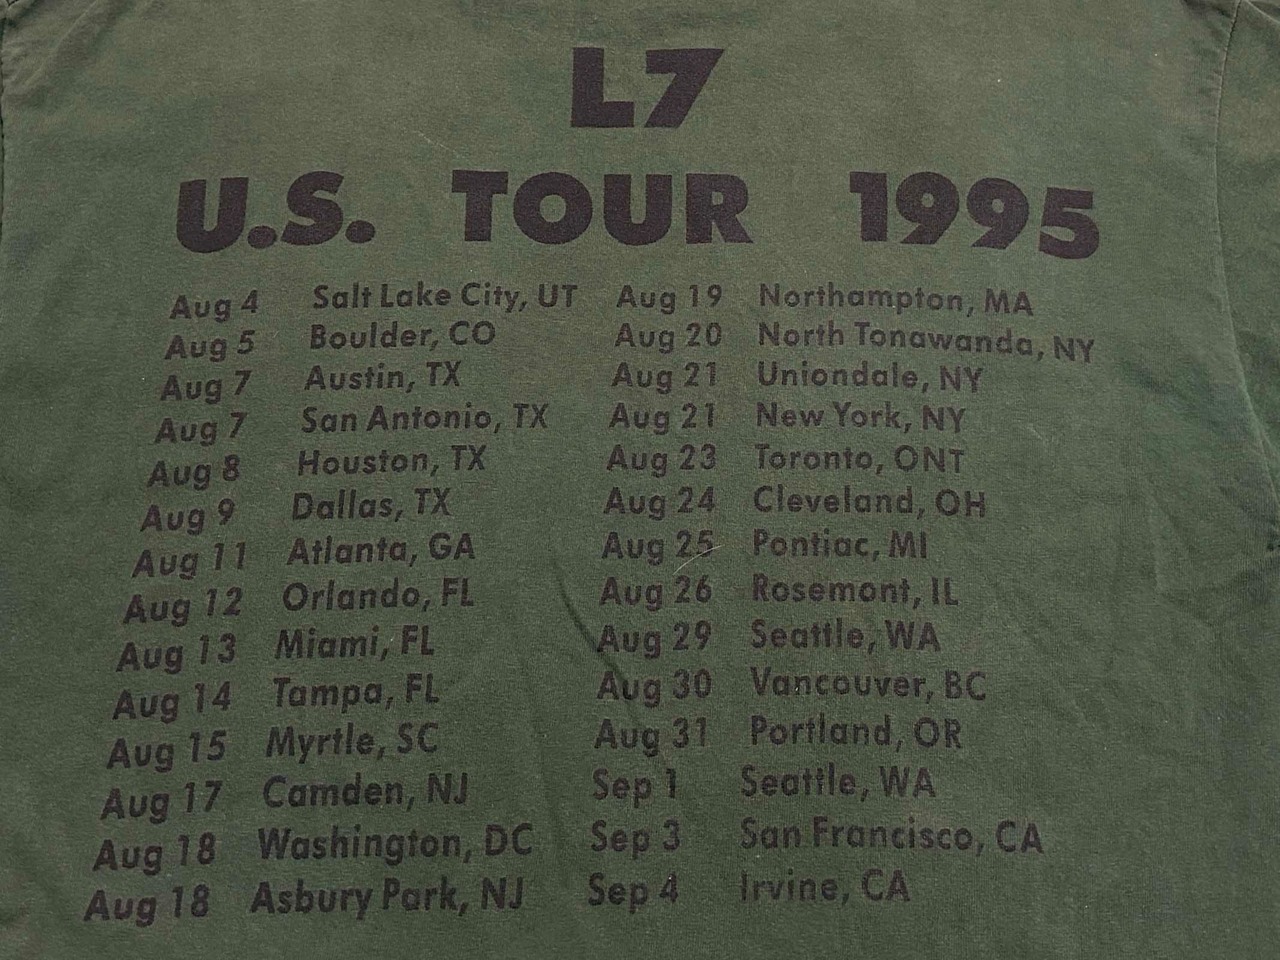 L7
U.S. TOUR 1995
Aug 4 Salt Lake City, UT
Aug 5 Boulder, CO
Aug 7 Austin, TX
Aug 7 San Antonio, TX
Aug 8 Houston, TX
Aug 9 Dallas, TX
Aug 11 Atlanta, GA
Aug 12 Orlando, FL
Aug 13 Miami, FL
Aug 14 Tampa, FL
Aug 15 Myrtle, SC
Aug 17 Camden, NJ
Aug 18 Washington, DC
Aug 18 Asbury Park, NJ
Aug 19 Northampton, MA
Aug 20 North Tonawanda, NY
Aug 21 Uniondale, NY
Aug 21 New York, NY
Aug 23 Toronto, ONT
Aug 24 Cleveland, OH
Aug 25 Pontiac, MI
Aug 26 Rosemont, IL
Aug 29 Seattle, WA
Aug 30 Vancouver, BC
Aug 31 Portland, OR
Sep 1 Seattle, WA
Sep 3 San Francisco, CA
Sep 4 Irvine, CA